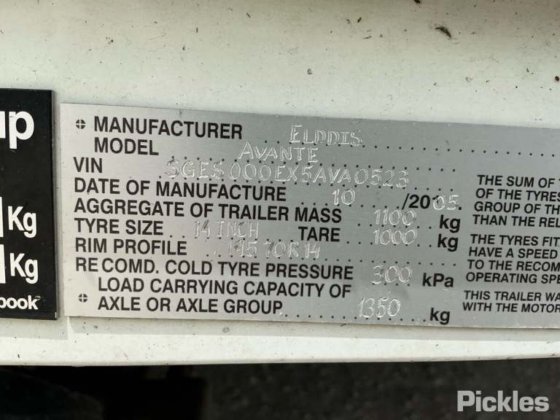 MANUFACTURER ELDDIS
MODEL AVANTE
VIN SGES000EX5AVA0523
DATE OF MANUFACTURE 10 /2005
AGGREGATE OF TRAILER MASS 1100 kg
TYRE SIZE 14 INCH TARE 1000 kg
RIM PROFILE 70R14
RECOMD. COLD TYRE PRESSURE 300 kPa
LOAD CARRYING CAPACITY OF
AXLE OR AXLE GROUP 1350 kg
up
Kg
Kg
book
THE SUM OF
OF THE TYRES
GROUP OF TH
THAN THE REL
THE TYRES FIT
HAVE A SPEED
TO THE RECOM
OPERATING SPE
THIS TRAILER WA
WITH THE MOTOR
Pickles